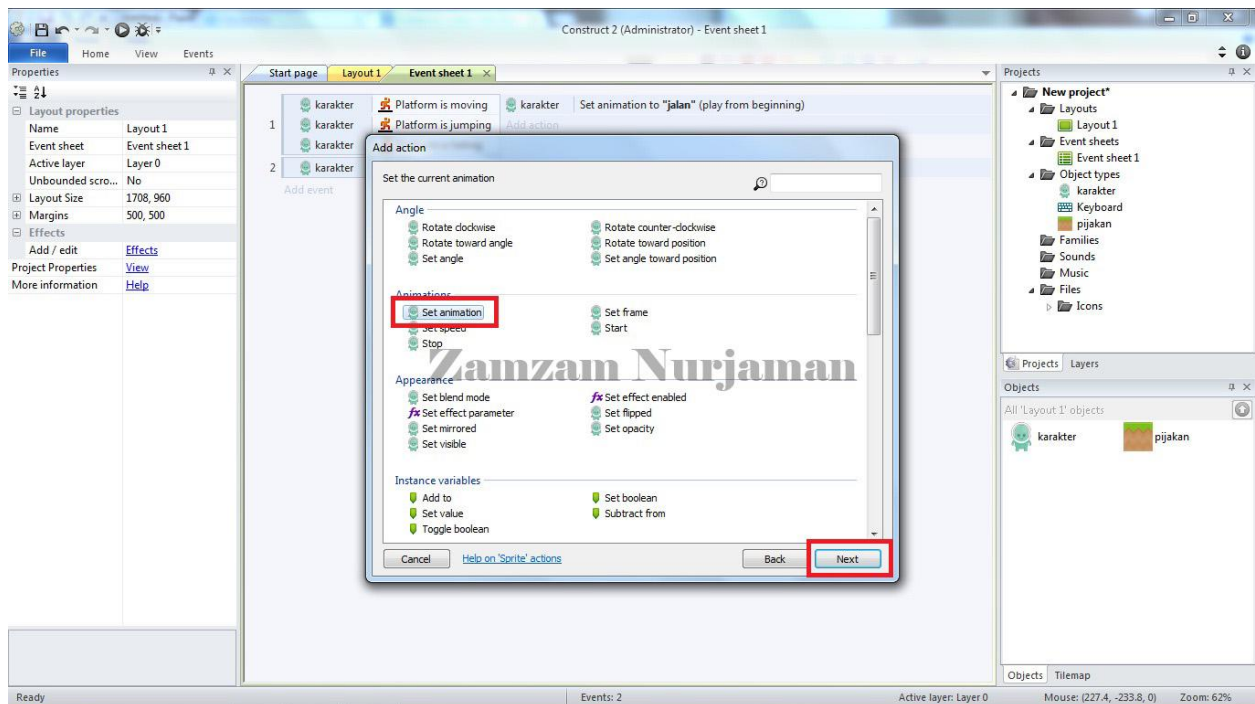 Construct 2 (Administrator) - Event sheet 1
File Home View Events
Properties
Layout properties
Name Layout 1
Event sheet Event sheet 1
Active layer Layer 0
Unbounded scro... No
Layout Size 1708, 960
Margins 500, 500
Effects
Add / edit Effects
Project Properties View
More information Help
Start page Layout 1 Event sheet 1
karakter Platform is moving karakter Set animation to "jalan" (play from beginning)
1 karakter Platform is jumping Add action
karakter
2 karakter
Add event
Add action
Set the current animation
Angle
Rotate clockwise Rotate counter-clockwise
Rotate toward angle Rotate toward position
Set angle Set angle toward position
Animations
Set animation Set frame
Set speed Start
Stop
Zamzam Nurjaman
Appearance
Set blend mode fx Set effect enabled
fx Set effect parameter Set flipped
Set mirrored Set opacity
Set visible
Instance variables
Add to Set boolean
Set value Subtract from
Toggle boolean
Cancel Help on 'Sprite' actions Back Next
Projects
New project*
Layouts
Layout 1
Event sheets
Event sheet 1
Object types
karakter
Keyboard
pijakan
Families
Sounds
Music
Files
Icons
Projects Layers
Objects
All 'Layout 1' objects
karakter pijakan
Objects Tilemap
Ready Events: 2 Active layer: Layer 0 Mouse: (227.4, -233.8, 0) Zoom: 62%